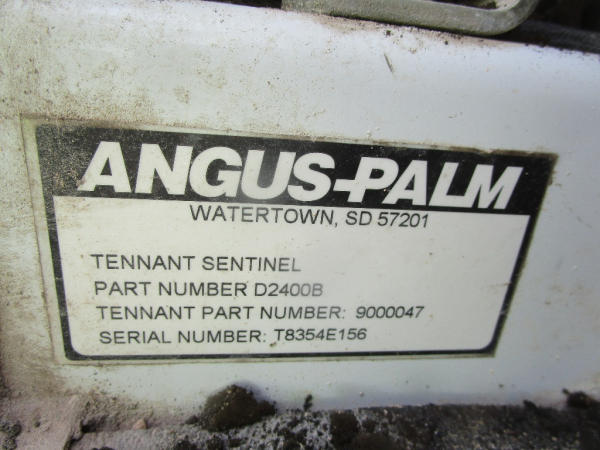 ANGUS-PALM
WATERTOWN, SD 57201
TENNANT SENTINEL
PART NUMBER D2400B
TENNANT PART NUMBER: 9000047
SERIAL NUMBER: T8354E156